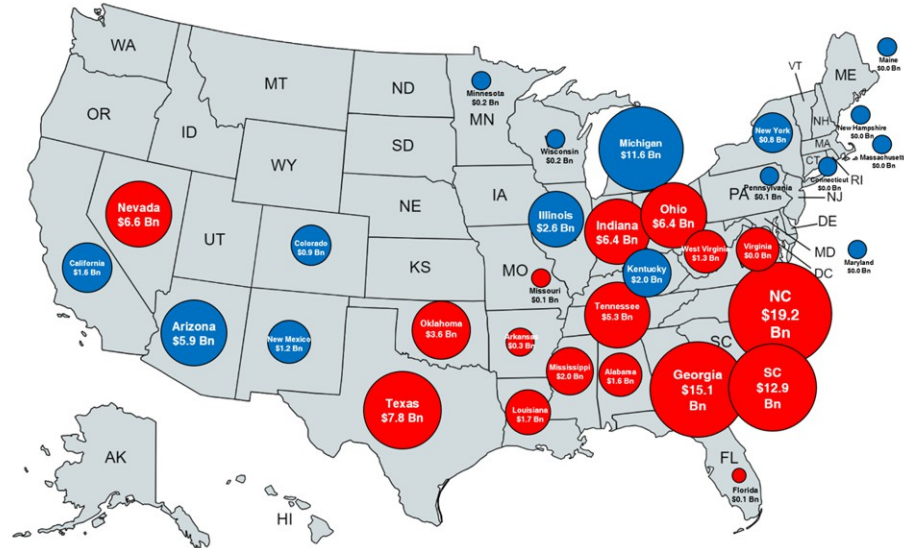 WA
MT
ND
MN
VT
ME
Maine
$0.0 Bn
OR
ID
SD
WY
Minnesota
$0.2 Bn
Wisconsin
$0.2 Bn
Michigan
$11.6 Bn
New York
$0.8 Bn
NH
New Hampshire
$0.0 Bn
MA
Massachusetts
$0.0 Bn
CT
Connecticut
$0.0 Bn
RI
Pennsylvania
$0.1 Bn
PA
NJ
DE
MD
DC
Maryland
$0.0 Bn
Nevada
$6.6 Bn
UT
Colorado
$0.9 Bn
NE
IA
KS
Illinois
$2.6 Bn
Indiana
$6.4 Bn
Ohio
$6.4 Bn
West Virginia
$1.3 Bn
Virginia
$0.0 Bn
California
$1.6 Bn
MO
Missouri
$0.1 Bn
Kentucky
$2.0 Bn
Tennessee
$5.3 Bn
NC
$19.2
Bn
Arizona
$5.9 Bn
New Mexico
$1.2 Bn
Oklahoma
$3.6 Bn
Arkansas
$0.3 Bn
Mississippi
$2.0 Bn
Alabama
$1.6 Bn
SC
Georgia
$15.1
Bn
SC
$12.9
Bn
Texas
$7.8 Bn
Louisiana
$1.7 Bn
FL
Florida
$0.1 Bn
AK
HI